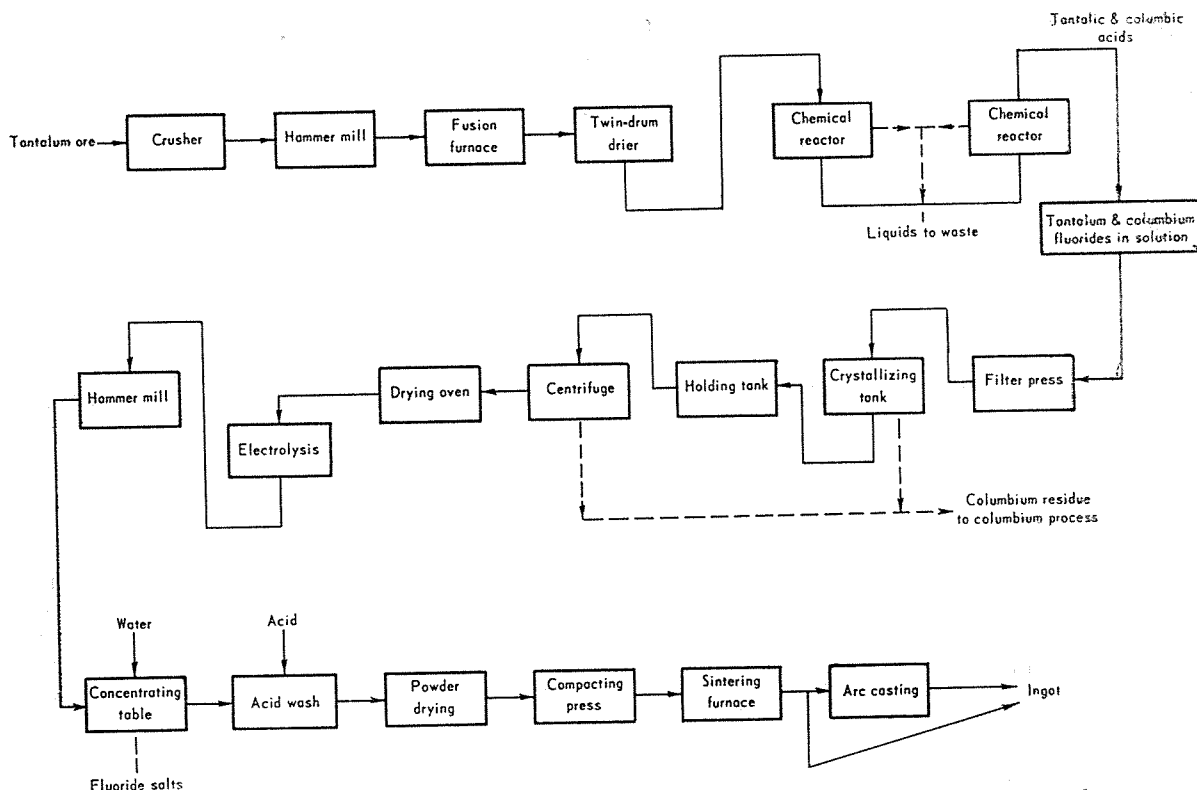 Tantalic & columbic
acids
Tantalum ore
Crusher
Hammer mill
Fusion
furnace
Twin-drum
drier
Chemical
reactor
Chemical
reactor
Liquids to waste
Tantalum & columbium
fluorides in solution
Hammer mill
Electrolysis
Drying oven
Centrifuge
Holding tank
Crystallizing
tank
Filter press
Columbium residue
to columbium process
Water
Acid
Concentrating
table
Acid wash
Powder
drying
Compacting
press
Sintering
furnace
Arc casting
Ingot
Fluoride salts